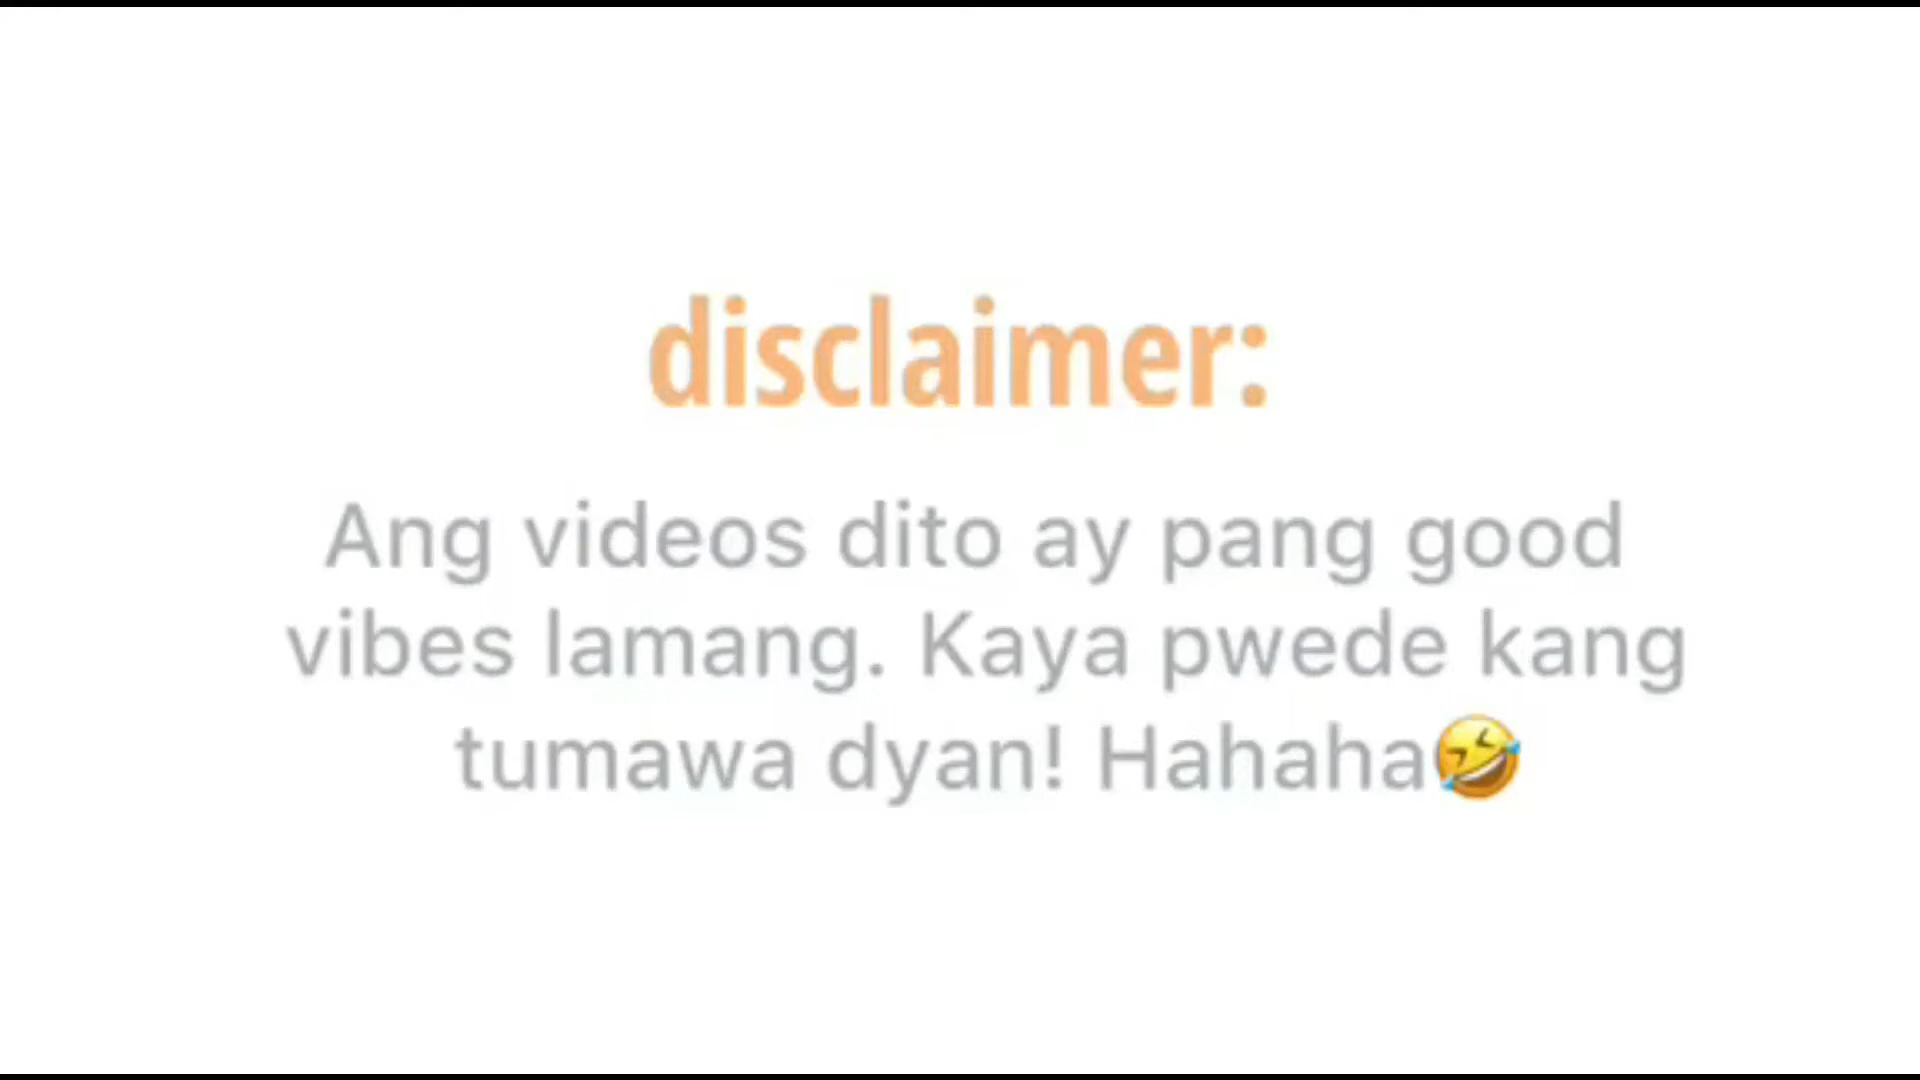 disclaimer:
Ang videos dito ay pang good
vibes lamang. Kaya pwede kang
tumawa dyan! Hahaha🤣